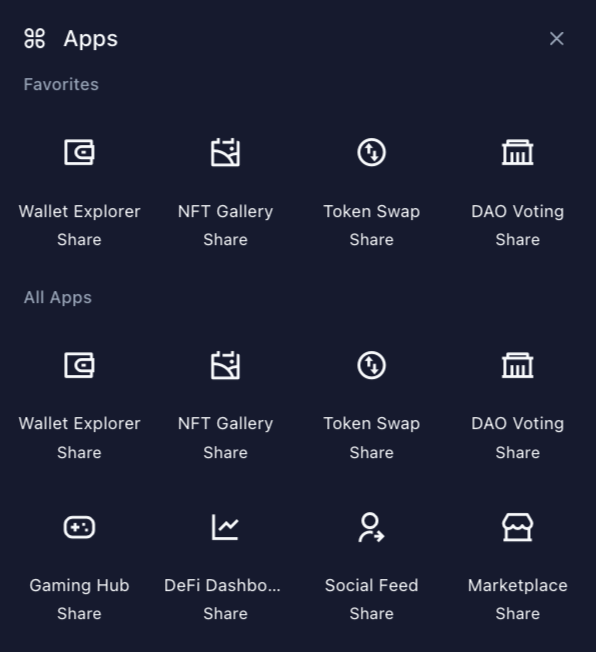 Apps
Favorites
Wallet Explorer NFT Gallery Token Swap DAO Voting
Share Share Share Share
All Apps
Wallet Explorer NFT Gallery Token Swap DAO Voting
Share Share Share Share
Gaming Hub DeFi Dashbo... Social Feed Marketplace
Share Share Share Share